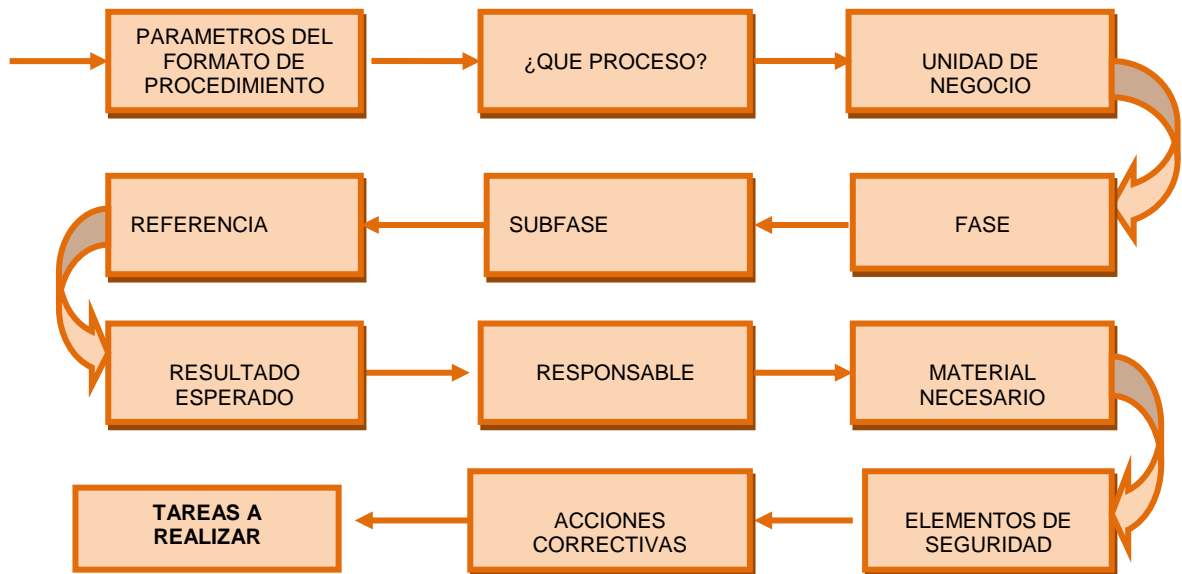 PARAMETROS DEL
FORMATO DE
PROCEDIMIENTO
¿QUE PROCESO?
UNIDAD DE
NEGOCIO
FASE
SUBFASE
REFERENCIA
RESULTADO
ESPERADO
RESPONSABLE
MATERIAL
NECESARIO
ELEMENTOS DE
SEGURIDAD
ACCIONES
CORRECTIVAS
TAREAS A
REALIZAR